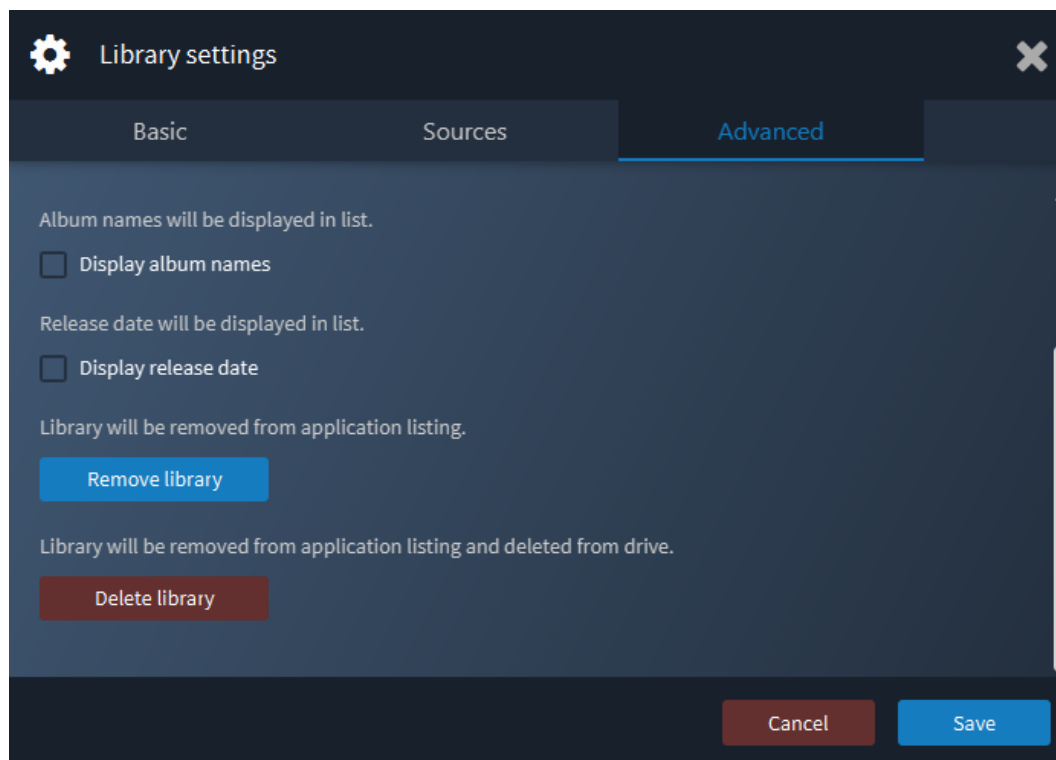 Library settings
Basic Sources Advanced
Album names will be displayed in list.
Display album names
Release date will be displayed in list.
Display release date
Library will be removed from application listing.
Remove library
Library will be removed from application listing and deleted from drive.
Delete library
Cancel Save